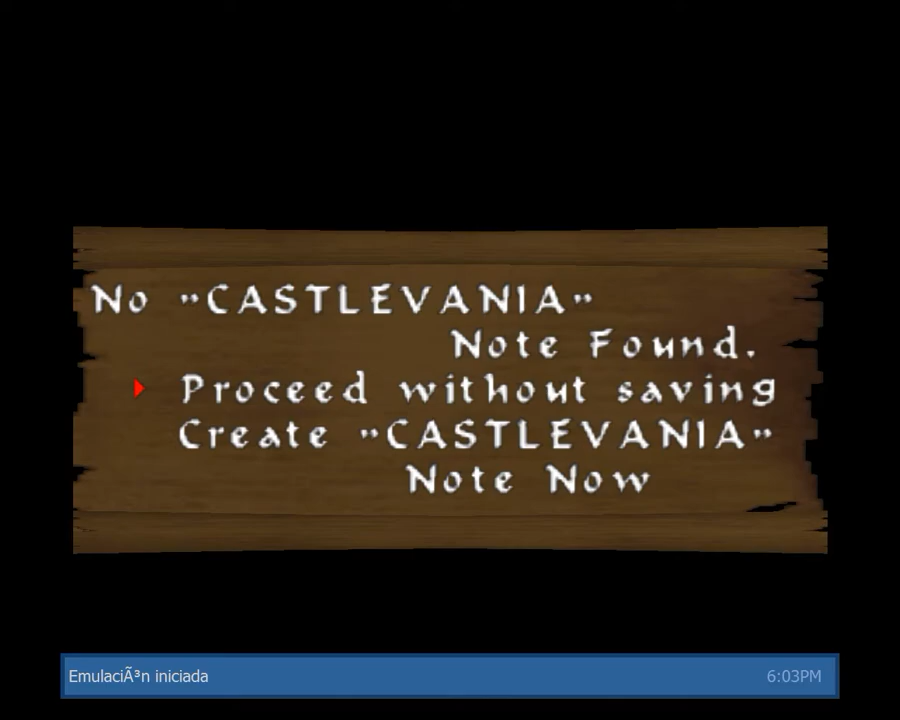 No "CASTLEVANIA"
Note Found.
Proceed without saving
Create "CASTLEVANIA"
Note Now
EmulaciÃ³n iniciada
6:03PM